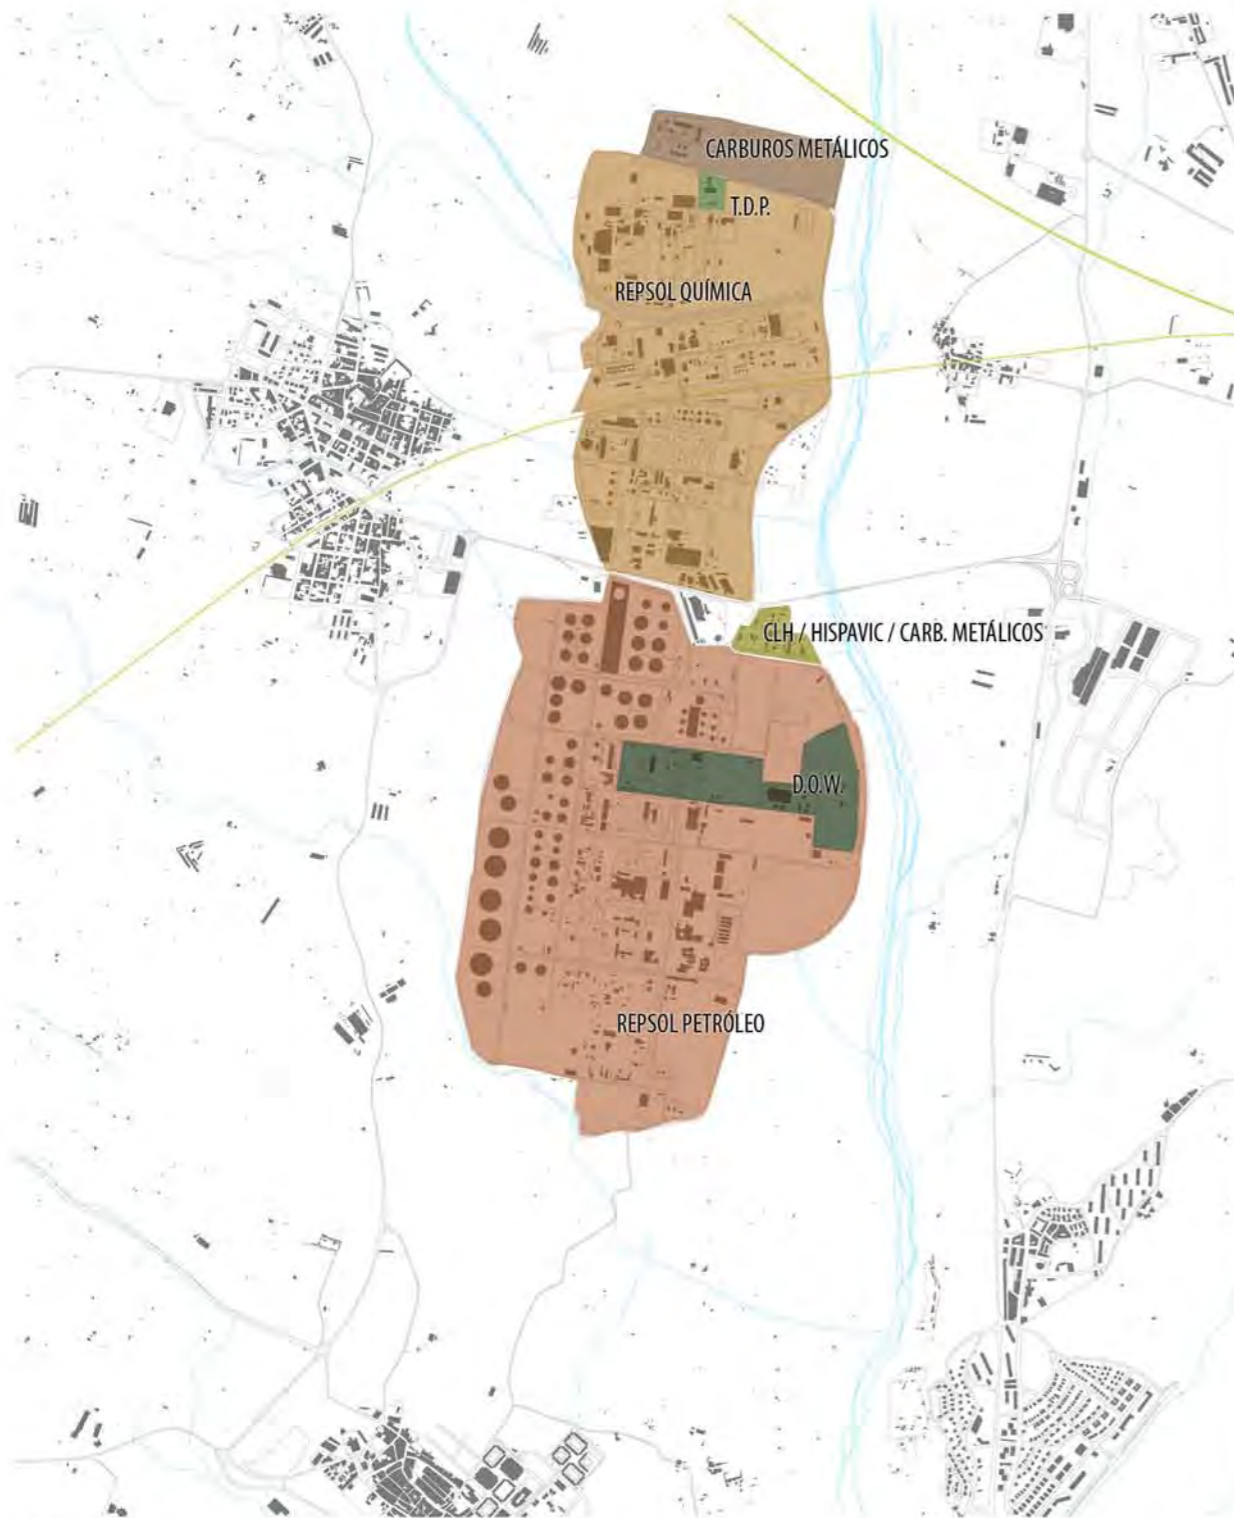 CARBUROS METÁLICOS
T.D.P.
REPSOL QUÍMICA
CLH / HISPAVIC / CARB. METÁLICOS
D.O.W.
REPSOL PETRÓLEO